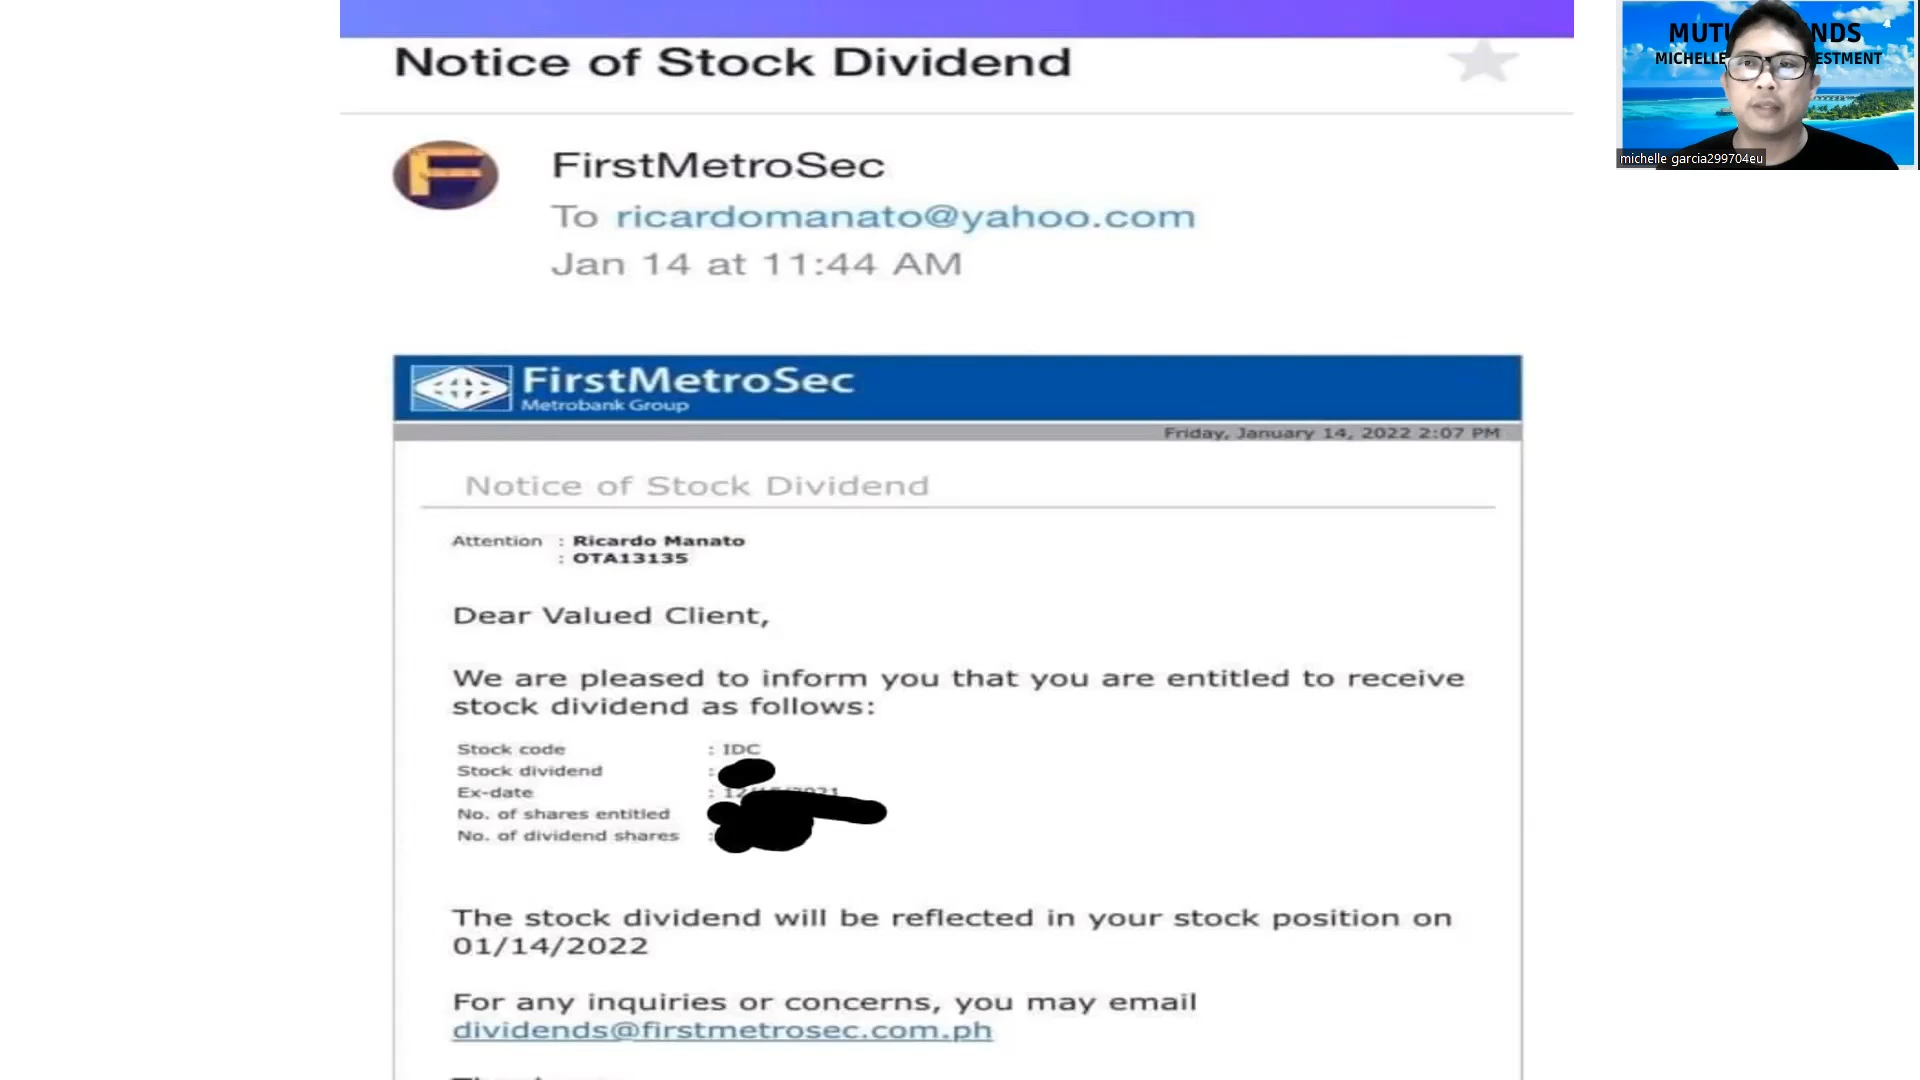 Notice of Stock Dividend
FirstMetroSec
To ricardomanato@yahoo.com
Jan 14 at 11:44 AM
FirstMetroSec
Metrobank Group
Friday, January 14, 2022 2:07 PM
Notice of Stock Dividend
Attention : Ricardo Manato
: OTA13135
Dear Valued Client,
We are pleased to inform you that you are entitled to receive
stock dividend as follows:
Stock code : IDC
Stock dividend :
Ex-date :
No. of shares entitled
No. of dividend shares :
The stock dividend will be reflected in your stock position on
01/14/2022
For any inquiries or concerns, you may email
dividends@firstmetrosec.com.ph
MICHELLE
michelle garcia299704eu